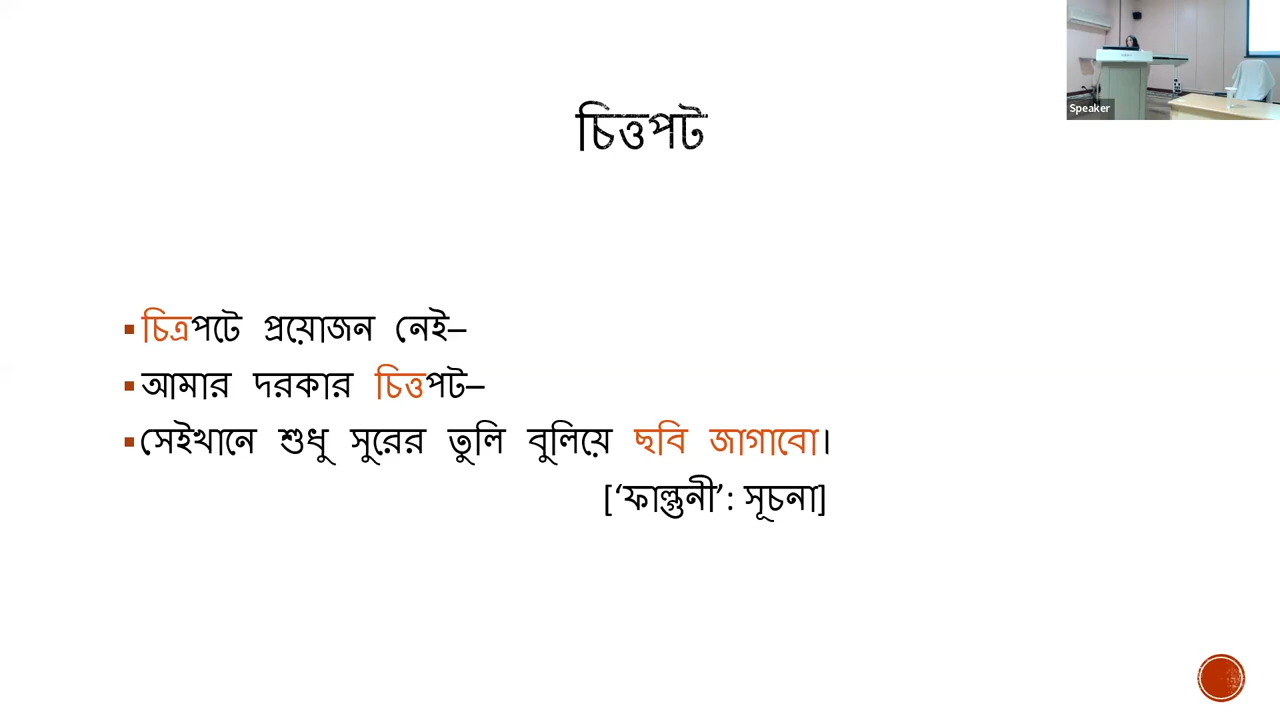 Speaker
চিত্তপট
চিত্রপটে প্রয়োজন নেই–
আমার দরকার চিত্তপট–
সেইখানে শুধু সুরের তুলি বুলিয়ে ছবি জাগাবো।
[‘ফাল্গুনী’: সূচনা]